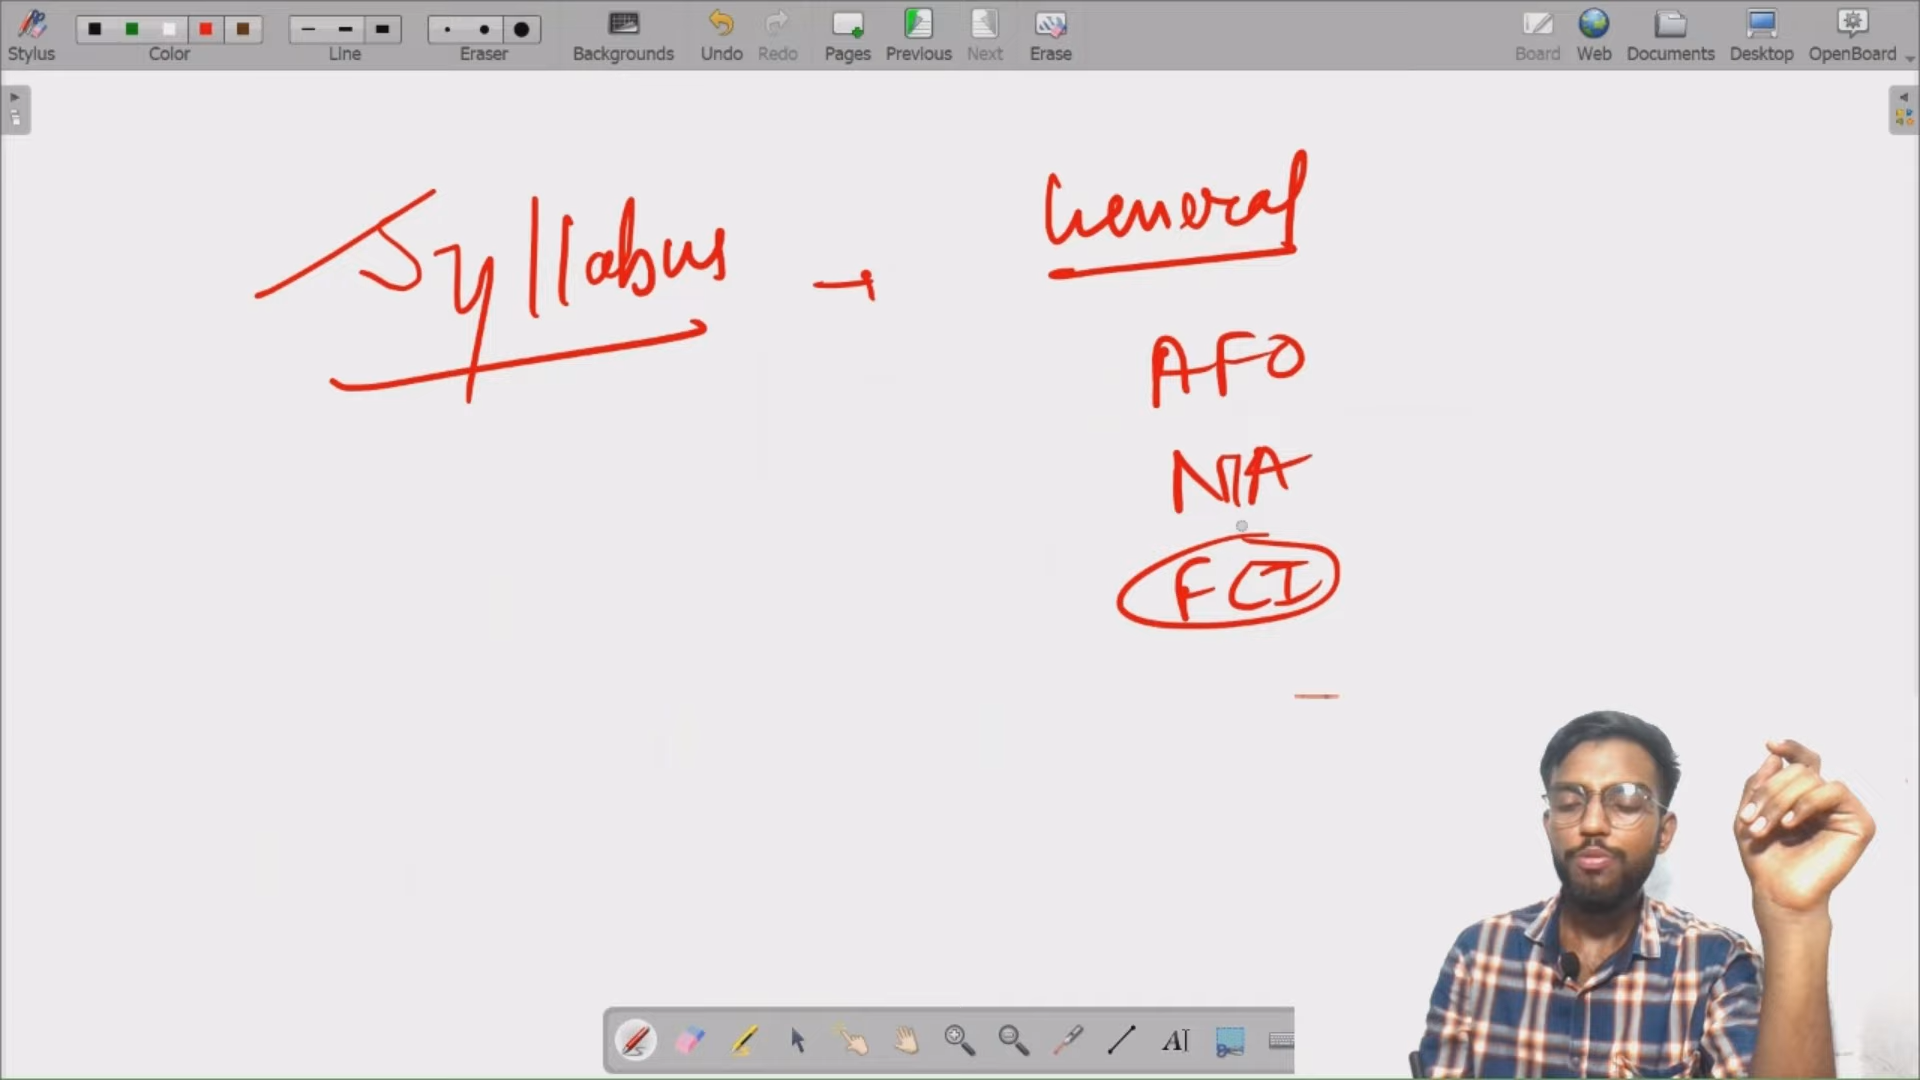 Stylus Color Line Eraser Backgrounds Undo Redo Pages Previous Next Erase Board Web Documents Desktop OpenBoard
Syllabus → General
AFO
NIA
FCI
AI